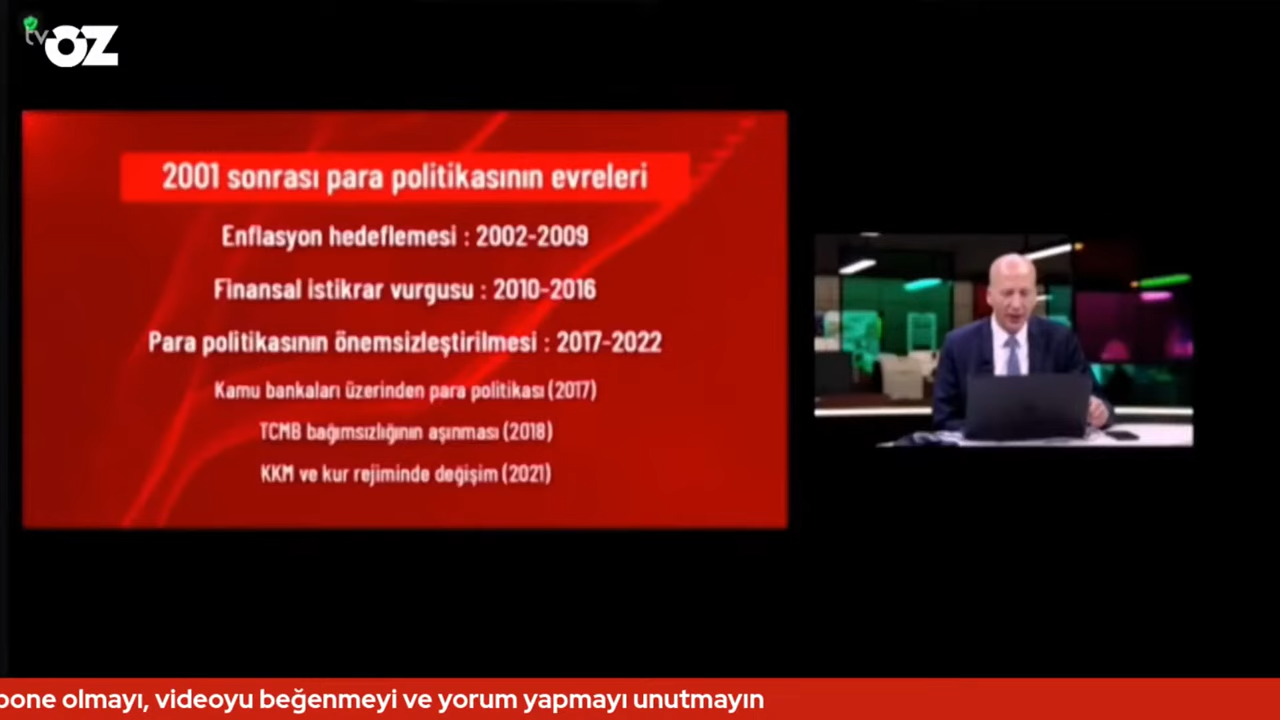 tv ÖZ
2001 sonrası para politikasının evreleri
Enflasyon hedeflemesi : 2002-2009
Finansal istikrar vurgusu : 2010-2016
Para politikasının önemsizleştirilmesi : 2017-2022
Kamu bankaları üzerinden para politikası (2017)
TCMB bağımsızlığının aşınması (2018)
KKM ve kur rejiminde değişim (2021)
one olmayı, videoyu beğenmeyi ve yorum yapmayı unutmayın